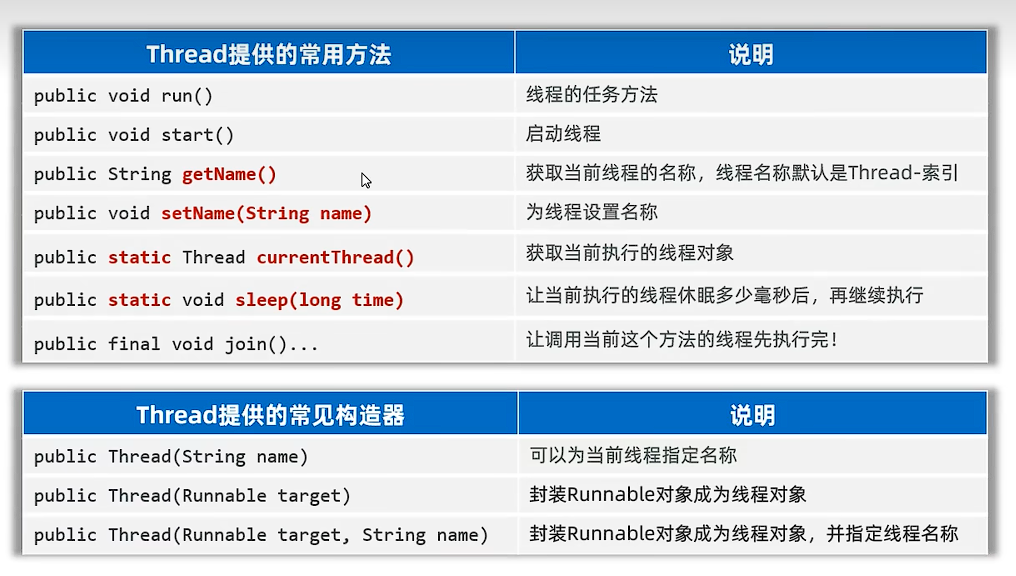 Thread提供的常用方法 说明
public void run() 线程的任务方法
public void start() 启动线程
public String getName() 获取当前线程的名称，线程名称默认是Thread-索引
public void setName(String name) 为线程设置名称
public static Thread currentThread() 获取当前执行的线程对象
public static void sleep(long time) 让当前执行的线程休眠多少毫秒后，再继续执行
public final void join()... 让调用当前这个方法的线程先执行完！
Thread提供的常见构造器 说明
public Thread(String name) 可以为当前线程指定名称
public Thread(Runnable target) 封装Runnable对象成为线程对象
public Thread(Runnable target, String name) 封装Runnable对象成为线程对象，并指定线程名称